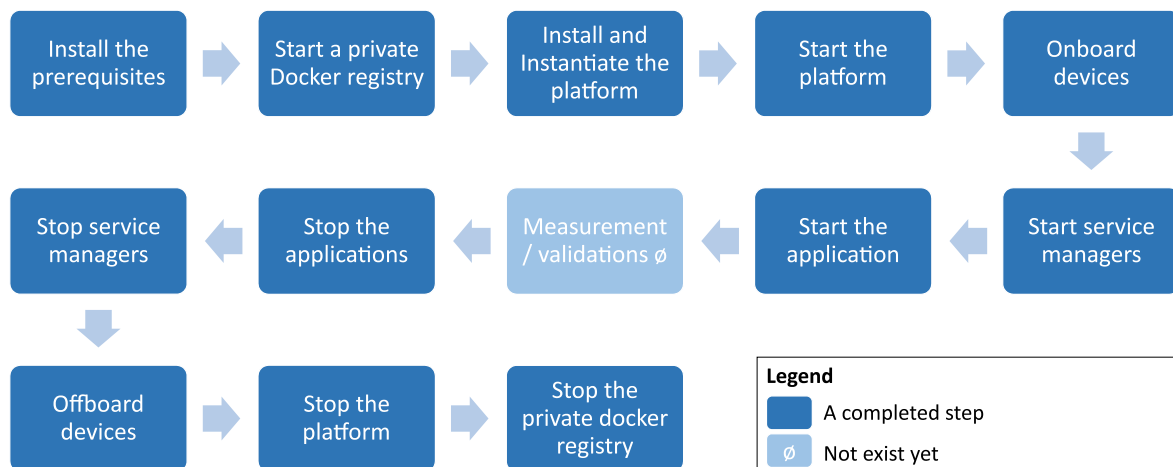 Install the
prerequisites
Start a private
Docker registry
Install and
Instantiate the
platform
Start the
platform
Onboard
devices
Stop service
managers
Stop the
applications
Measurement
/ validations ø
Start the
application
Start service
managers
Offboard
devices
Stop the
platform
Stop the
private docker
registry
Legend
A completed step
ø Not exist yet